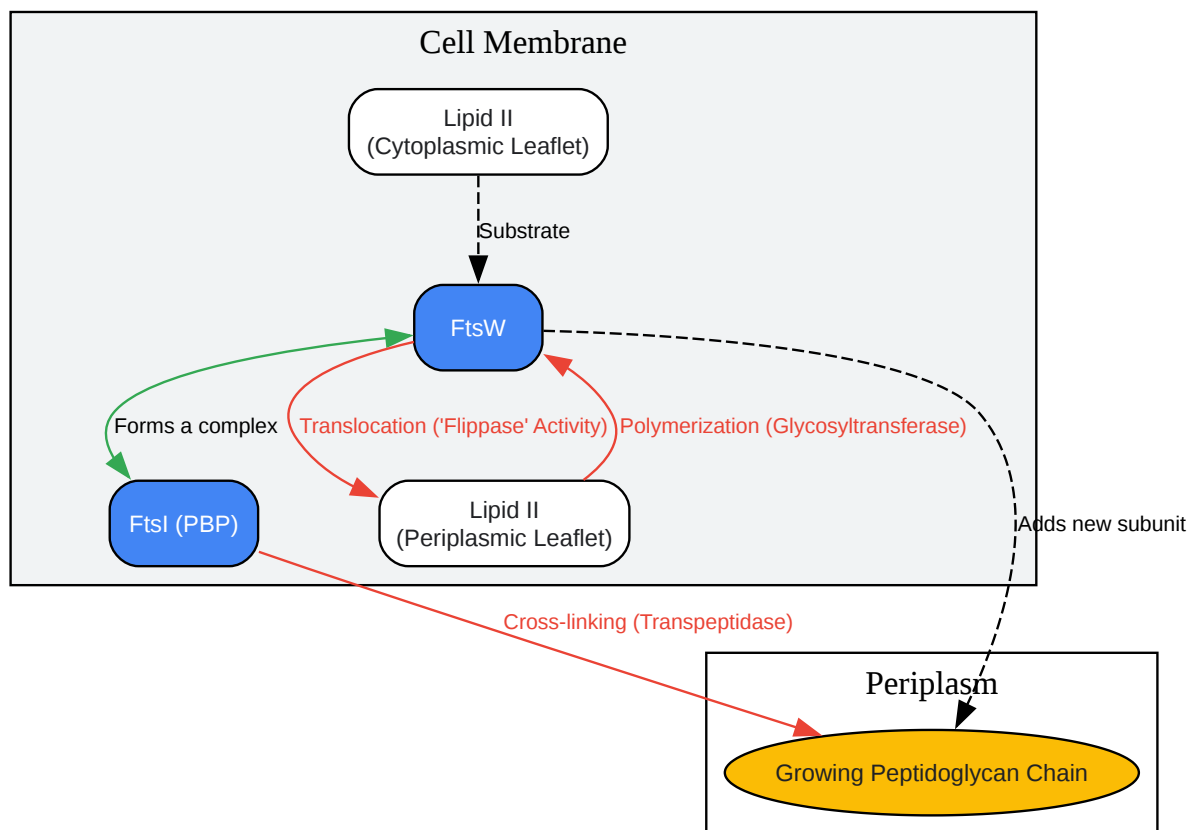 Cell Membrane
Lipid II
(Cytoplasmic Leaflet)
Substrate
FtsW
Forms a complex
Translocation ('Flippase' Activity)
Polymerization (Glycosyltransferase)
FtsI (PBP)
Lipid II
(Periplasmic Leaflet)
Adds new subunit
Cross-linking (Transpeptidase)
Periplasm
Growing Peptidoglycan Chain